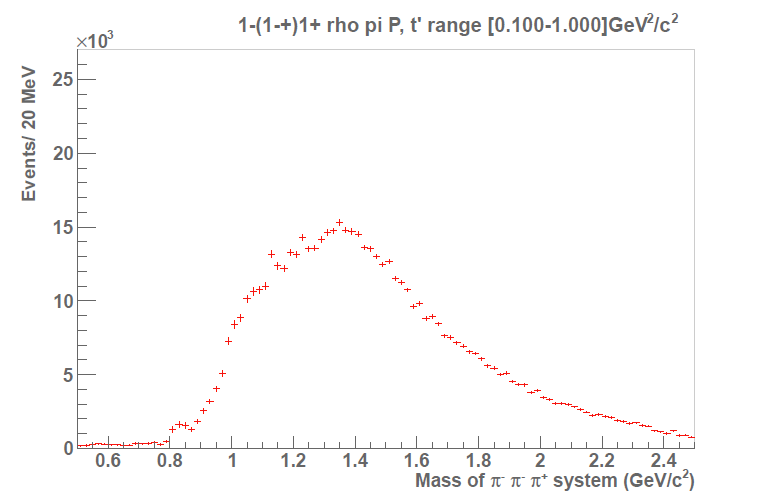 1-(1-+)1+ rho pi P, t' range [0.100-1.000]GeV²/c²
×10³
Events/ 20 MeV
25
20
15
10
5
0
0.6 0.8 1 1.2 1.4 1.6 1.8 2 2.2 2.4
Mass of π⁻ π⁻ π⁺ system (GeV/c²)